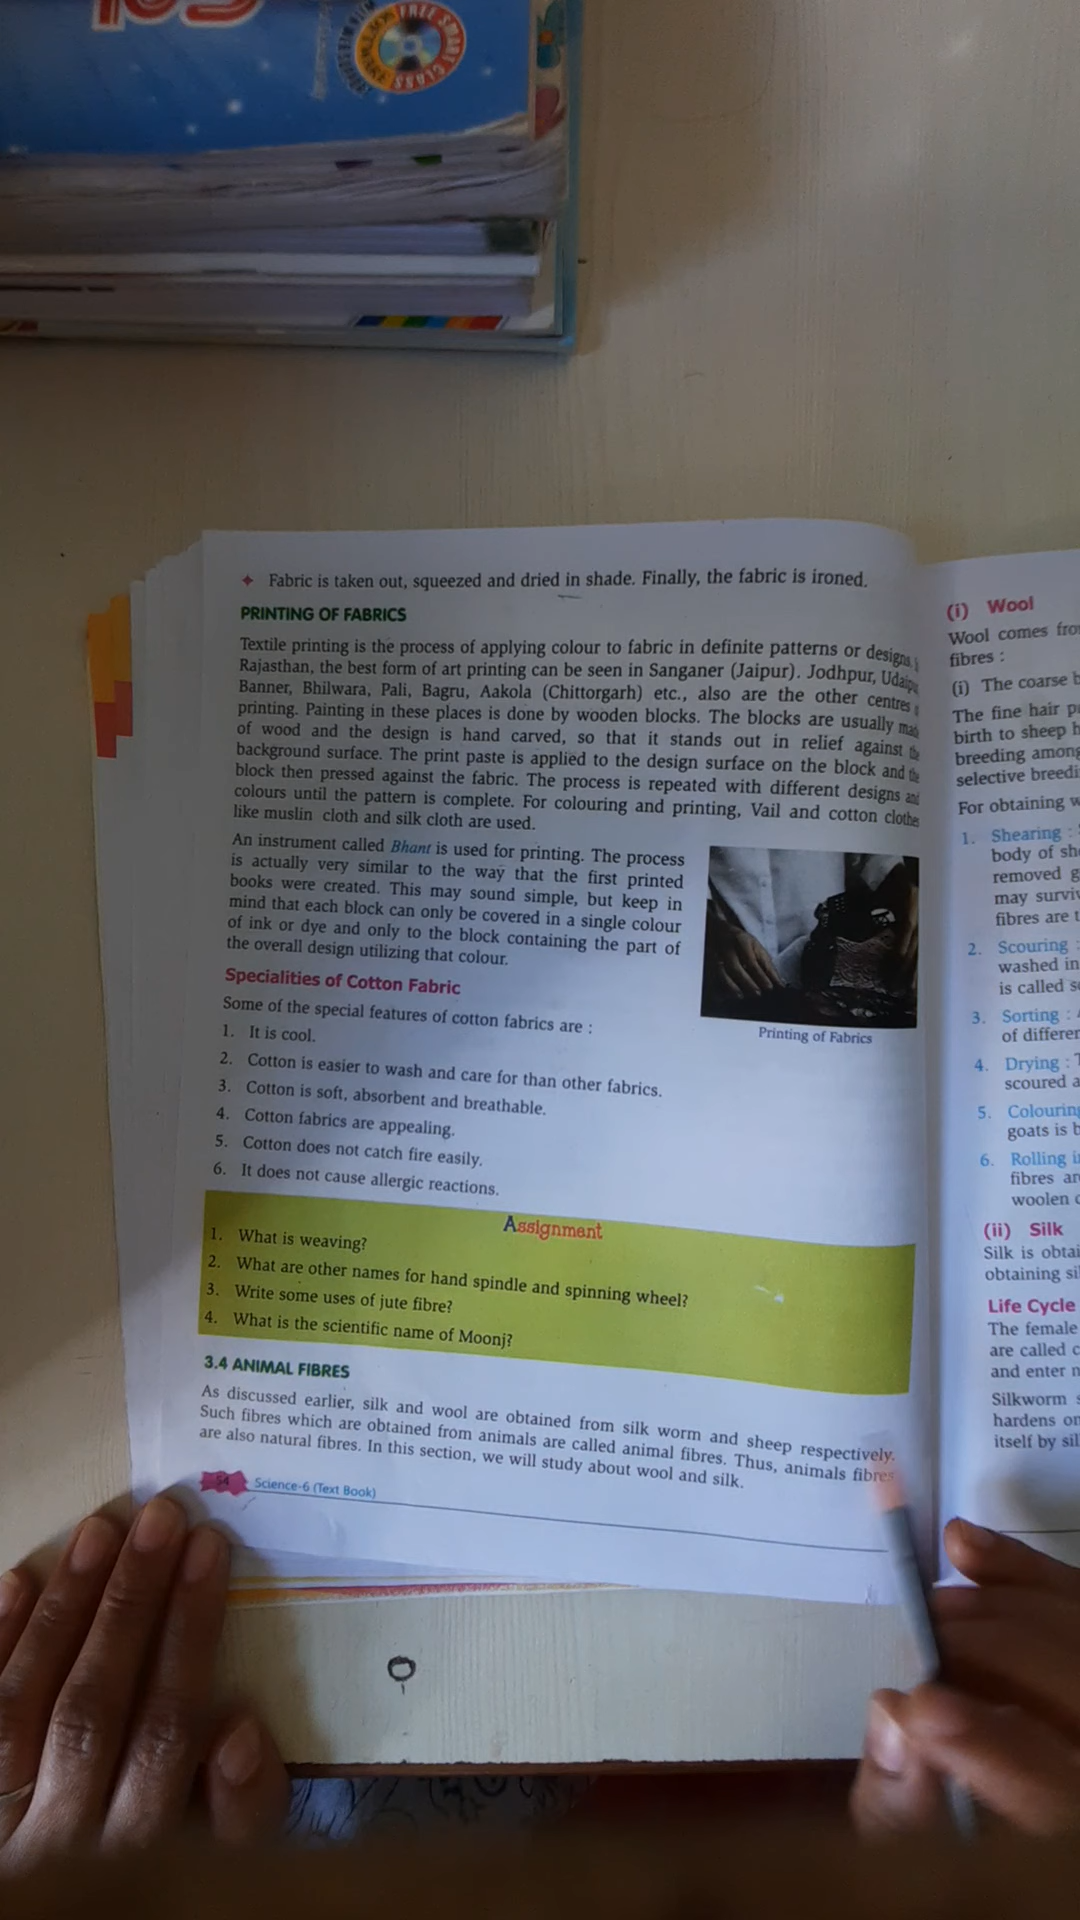 FREE SMART CLASS
✦ Fabric is taken out, squeezed and dried in shade. Finally, the fabric is ironed.
PRINTING OF FABRICS
Textile printing is the process of applying colour to fabric in definite patterns or designs.
Rajasthan, the best form of art printing can be seen in Sanganer (Jaipur). Jodhpur, Udaipur
Banner, Bhilwara, Pali, Bagru, Aakola (Chittorgarh) etc., also are the other centres
printing. Painting in these places is done by wooden blocks. The blocks are usually made
of wood and the design is hand carved, so that it stands out in relief against the
background surface. The print paste is applied to the design surface on the block and the
block then pressed against the fabric. The process is repeated with different designs and
colours until the pattern is complete. For colouring and printing, Vail and cotton clothes
like muslin cloth and silk cloth are used.
An instrument called Bhant is used for printing. The process
is actually very similar to the way that the first printed
books were created. This may sound simple, but keep in
mind that each block can only be covered in a single colour
of ink or dye and only to the block containing the part of
the overall design utilizing that colour.
Printing of Fabrics
Specialities of Cotton Fabric
Some of the special features of cotton fabrics are :
1. It is cool.
2. Cotton is easier to wash and care for than other fabrics.
3. Cotton is soft, absorbent and breathable.
4. Cotton fabrics are appealing.
5. Cotton does not catch fire easily.
6. It does not cause allergic reactions.
Assignment
1. What is weaving?
2. What are other names for hand spindle and spinning wheel?
3. Write some uses of jute fibre?
4. What is the scientific name of Moonj?
3.4 ANIMAL FIBRES
As discussed earlier, silk and wool are obtained from silk worm and sheep respectively.
Such fibres which are obtained from animals are called animal fibres. Thus, animals fibres
are also natural fibres. In this section, we will study about wool and silk.
54 Science-6 (Text Book)
(i) Wool
Wool comes
fibres :
(i) The coarse
The fine hair
birth to sheep
breeding among
selective
For obtaining
1. Shearing :
body of
removed
may
fibres are
2. Scouring :
washed in
is called
3. Sorting :
of
4. Drying :
scoured
5. Colouring
goats is
6. Rolling
fibres
woolen
(ii) Silk
Silk is
obtaining
Life Cycle
The female
are called
and enter
Silkworm
hardens
itself by